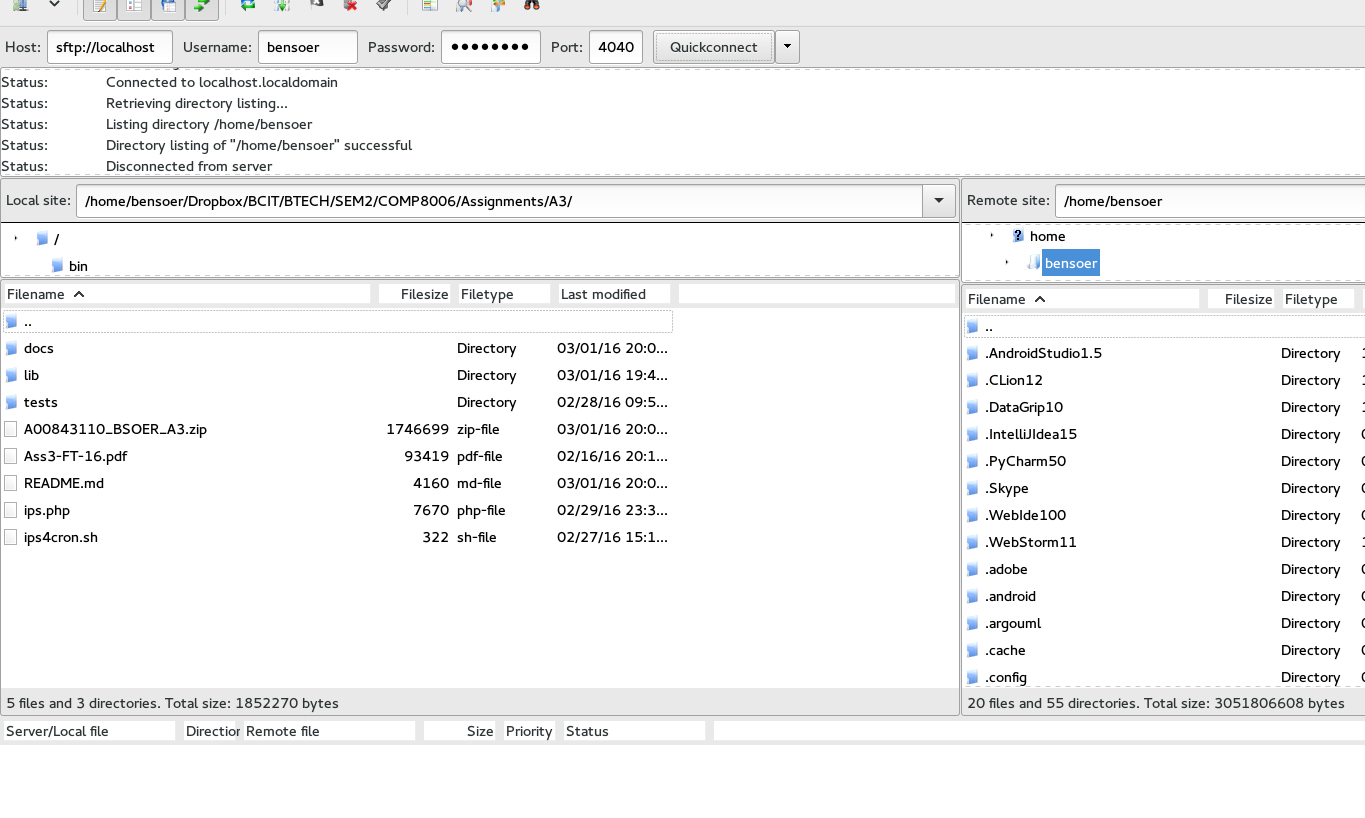 Host: sftp://localhost Username: bensoer Password: •••••••• Port: 4040 Quickconnect
Status: Connected to localhost.localdomain
Status: Retrieving directory listing...
Status: Listing directory /home/bensoer
Status: Directory listing of "/home/bensoer" successful
Status: Disconnected from server
Local site: /home/bensoer/Dropbox/BCIT/BTECH/SEM2/COMP8006/Assignments/A3/
/
bin
Filename Filesize Filetype Last modified
..
docs Directory 03/01/16 20:0...
lib Directory 03/01/16 19:4...
tests Directory 02/28/16 09:5...
A00843110_BSOER_A3.zip 1746699 zip-file 03/01/16 20:0...
Ass3-FT-16.pdf 93419 pdf-file 02/16/16 20:1...
README.md 4160 md-file 03/01/16 20:0...
ips.php 7670 php-file 02/29/16 23:3...
ips4cron.sh 322 sh-file 02/27/16 15:1...
5 files and 3 directories. Total size: 1852270 bytes
Remote site: /home/bensoer
? home
bensoer
Filename Filesize Filetype
..
.AndroidStudio1.5 Directory
.CLion12 Directory
.DataGrip10 Directory
.IntelliJIdea15 Directory
.PyCharm50 Directory
.Skype Directory
.WebIde100 Directory
.WebStorm11 Directory
.adobe Directory
.android Directory
.argouml Directory
.cache Directory
.config Directory
20 files and 55 directories. Total size: 3051806608 bytes
Server/Local file Direction Remote file Size Priority Status